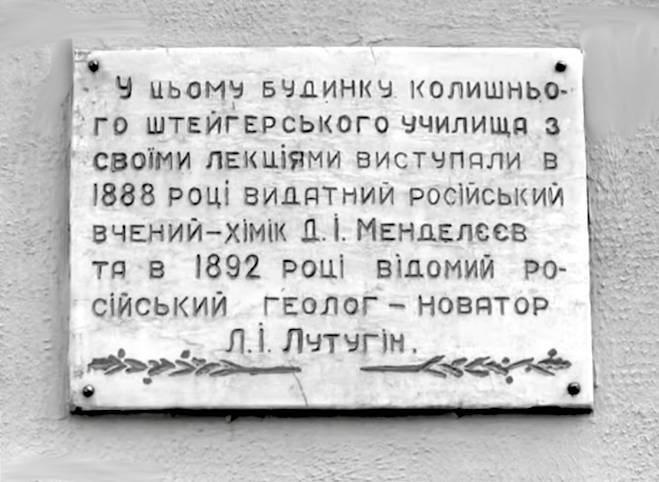 У цьому будинку колишньо-
го штейгерського училища з
своїми лекціями виступали в
1888 році видатний російський
вчений-хімік Д.І. Менделєєв
та в 1892 році відомий ро-
сійський геолог – новатор
Л.І. Лутугін.